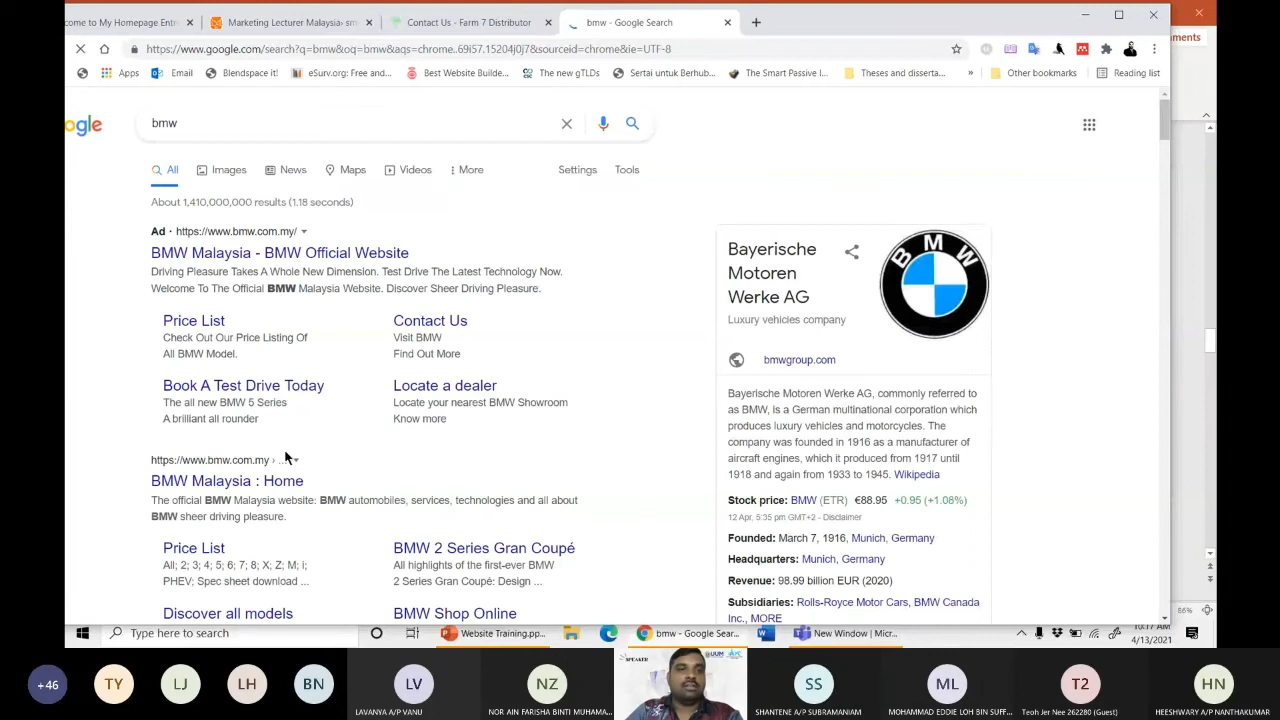 come to My Homepage Entr
Marketing Lecturer Malaysia- sm
Contact Us - Farm 7 Distributor
bmw - Google Search
https://www.google.com/search?q=bmw&oq=bmw&aqs=chrome..69i57.15204j0j7&sourceid=chrome&ie=UTF-8
ments
Apps
Email
Blendspace it!
eSurv.org: Free and...
Best Website Builde...
The new gTLDs
Sertai untuk Berhub...
The Smart Passive I...
Theses and disserta...
»
Other bookmarks
Reading list
ogle
bmw
All
Images
News
Maps
Videos
More
Settings
Tools
About 1,410,000,000 results (1.18 seconds)
Ad · https://www.bmw.com.my/
BMW Malaysia - BMW Official Website
Driving Pleasure Takes A Whole New Dimension. Test Drive The Latest Technology Now.
Welcome To The Official BMW Malaysia Website. Discover Sheer Driving Pleasure.
Price List
Check Out Our Price Listing Of
All BMW Model.
Contact Us
Visit BMW
Find Out More
Book A Test Drive Today
The all new BMW 5 Series
A brilliant all rounder
Locate a dealer
Locate your nearest BMW Showroom
Know more
https://www.bmw.com.my › ...
BMW Malaysia : Home
The official BMW Malaysia website: BMW automobiles, services, technologies and all about
BMW sheer driving pleasure.
Price List
All; 2; 3; 4; 5; 6; 7; 8; X; Z; M; i;
PHEV; Spec sheet download ...
BMW 2 Series Gran Coupé
All highlights of the first-ever BMW
2 Series Gran Coupé: Design ...
Discover all models
BMW Shop Online
Bayerische
Motoren
Werke AG
Luxury vehicles company
BMW
bmwgroup.com
Bayerische Motoren Werke AG, commonly referred to
as BMW, is a German multinational corporation which
produces luxury vehicles and motorcycles. The
company was founded in 1916 as a manufacturer of
aircraft engines, which it produced from 1917 until
1918 and again from 1933 to 1945. Wikipedia
Stock price: BMW (ETR) €88.95 +0.95 (+1.08%)
12 Apr, 5:35 pm GMT+2 - Disclaimer
Founded: March 7, 1916, Munich, Germany
Headquarters: Munich, Germany
Revenue: 98.99 billion EUR (2020)
Subsidiaries: Rolls-Royce Motor Cars, BMW Canada
Inc., MORE
86%
Type here to search
Website Training.pp...
bmw - Google Sear...
New Window | Micr...
10:17 AM
4/13/2021
+46
TY
LJ
LH
BN
LV
LAVANYA A/P VANU
NZ
NOR AIN FARISHA BINTI MUHAMA...
SPEAKER
UUM
SS
SHANTENE A/P SUBRAMANIAM
ML
MOHAMMAD EDDIE LOH BIN SUFF...
T2
Teoh Jer Nee 262280 (Guest)
HN
HEESHWARY A/P NANTHAKUMAR